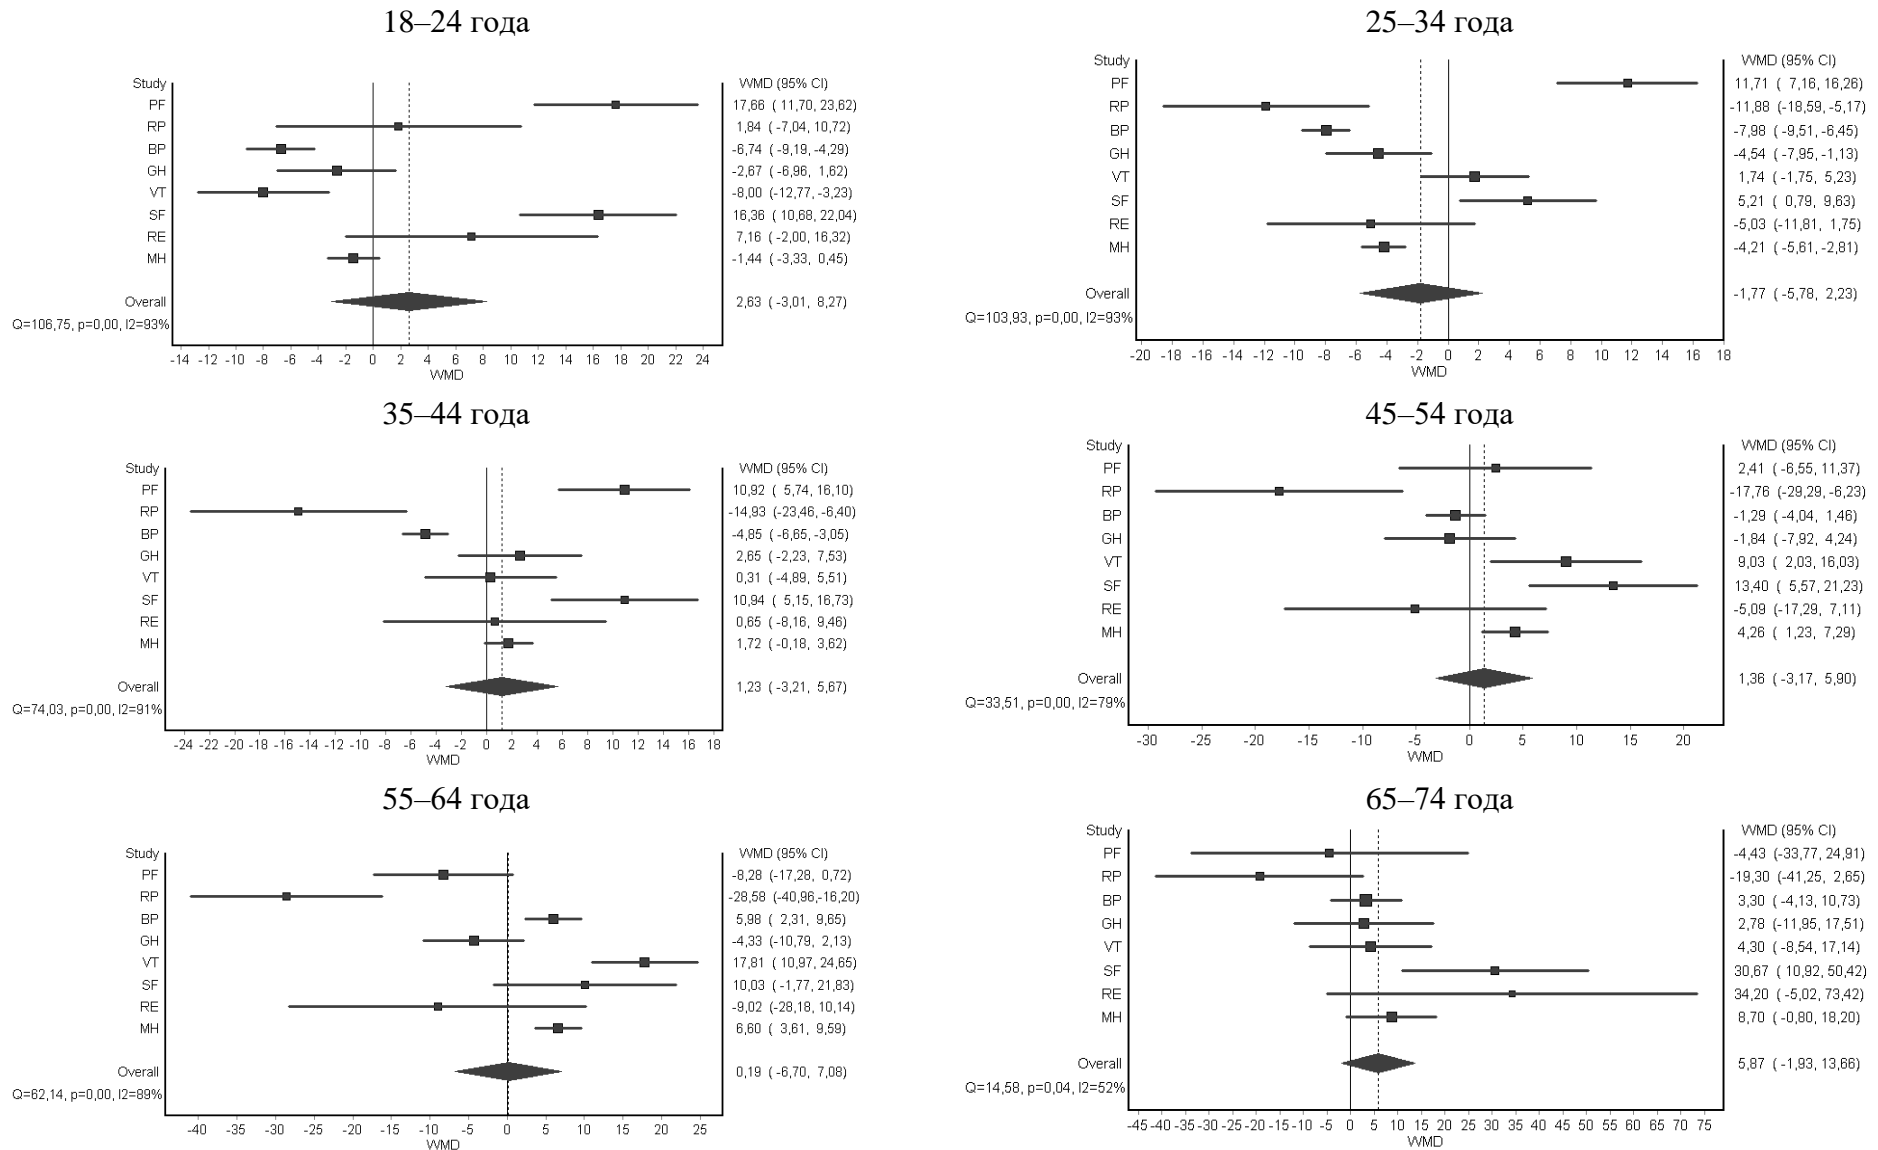 18–24 года
Study WMD (95% CI)
PF 17,66 ( 11,70, 23,62)
RP 1,84 ( -7,04, 10,72)
BP -6,74 ( -9,19, -4,29)
GH -2,67 ( -6,96, 1,62)
VT -8,00 (-12,77, -3,23)
SF 16,36 ( 10,68, 22,04)
RE 7,16 ( -2,00, 16,32)
MH -1,44 ( -3,33, 0,45)
Overall 2,63 ( -3,01, 8,27)
Q=106,75, p=0,00, I2=93%
-14 -12 -10 -8 -6 -4 -2 0 2 4 6 8 10 12 14 16 18 20 22 24
WMD
25–34 года
Study WMD (95% CI)
PF 11,71 ( 7,16, 16,26)
RP -11,88 (-18,59, -5,17)
BP -7,98 ( -9,51, -6,45)
GH -4,54 ( -7,95, -1,13)
VT 1,74 ( -1,75, 5,23)
SF 5,21 ( 0,79, 9,63)
RE -5,03 (-11,81, 1,75)
MH -4,21 ( -5,61, -2,81)
Overall -1,77 ( -5,78, 2,23)
Q=103,93, p=0,00, I2=93%
-20 -18 -16 -14 -12 -10 -8 -6 -4 -2 0 2 4 6 8 10 12 14 16 18
WMD
35–44 года
Study WMD (95% CI)
PF 10,92 ( 5,74, 16,10)
RP -14,93 (-23,46, -6,40)
BP -4,85 ( -6,65, -3,05)
GH 2,65 ( -2,23, 7,53)
VT 0,31 ( -4,89, 5,51)
SF 10,94 ( 5,15, 16,73)
RE 0,65 ( -8,16, 9,46)
MH 1,72 ( -0,18, 3,62)
Overall 1,23 ( -3,21, 5,67)
Q=74,03, p=0,00, I2=91%
-24 -22 -20 -18 -16 -14 -12 -10 -8 -6 -4 -2 0 2 4 6 8 10 12 14 16 18
WMD
45–54 года
Study WMD (95% CI)
PF 2,41 ( -6,55, 11,37)
RP -17,76 (-29,29, -6,23)
BP -1,29 ( -4,04, 1,46)
GH -1,84 ( -7,92, 4,24)
VT 9,03 ( 2,03, 16,03)
SF 13,40 ( 5,57, 21,23)
RE -5,09 (-17,29, 7,11)
MH 4,26 ( 1,23, 7,29)
Overall 1,36 ( -3,17, 5,90)
Q=33,51, p=0,00, I2=79%
-30 -25 -20 -15 -10 -5 0 5 10 15 20
WMD
55–64 года
Study WMD (95% CI)
PF -8,28 (-17,28, 0,72)
RP -28,58 (-40,96,-16,20)
BP 5,98 ( 2,31, 9,65)
GH -4,33 (-10,79, 2,13)
VT 17,81 ( 10,97, 24,65)
SF 10,03 ( -1,77, 21,83)
RE -9,02 (-28,18, 10,14)
MH 6,60 ( 3,61, 9,59)
Overall 0,19 ( -6,70, 7,08)
Q=62,14, p=0,00, I2=89%
-40 -35 -30 -25 -20 -15 -10 -5 0 5 10 15 20 25
WMD
65–74 года
Study WMD (95% CI)
PF -4,43 (-33,77, 24,91)
RP -19,30 (-41,25, 2,65)
BP 3,30 ( -4,13, 10,73)
GH 2,78 (-11,95, 17,51)
VT 4,30 ( -8,54, 17,14)
SF 30,67 ( 10,92, 50,42)
RE 34,20 ( -5,02, 73,42)
MH 8,70 ( -0,80, 18,20)
Overall 5,87 ( -1,93, 13,66)
Q=14,58, p=0,04, I2=52%
-45 -40 -35 -30 -25 -20 -15 -10 -5 0 5 10 15 20 25 30 35 40 45 50 55 60 65 70 75
WMD